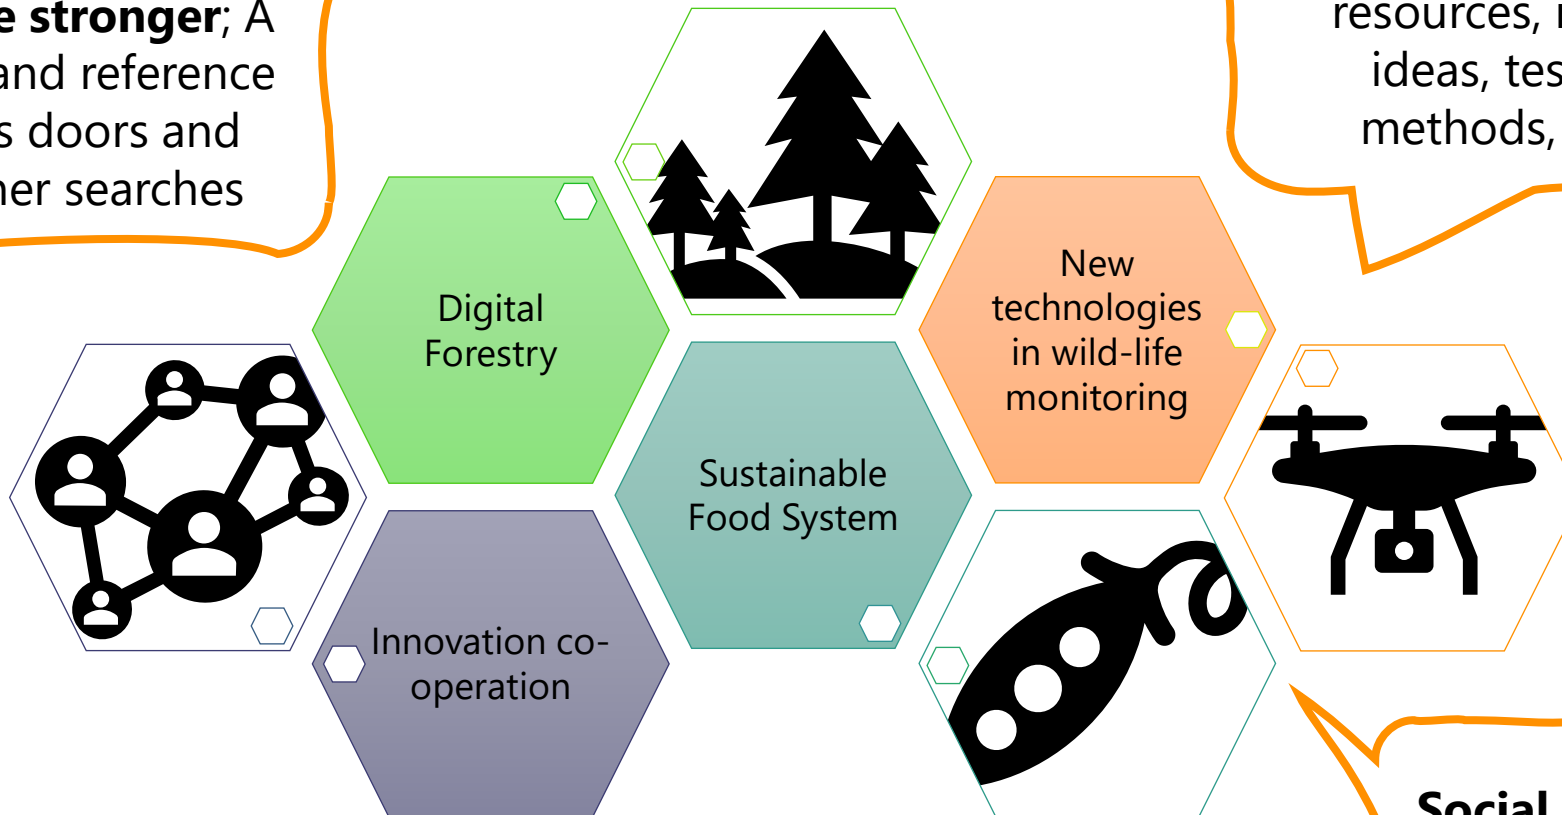 e stronger; A
and reference
s doors and
her searches
resources,
ideas, tes
methods,
Digital
Forestry
New
technologies
in wild-life
monitoring
Sustainable
Food System
Innovation co-
operation
Social